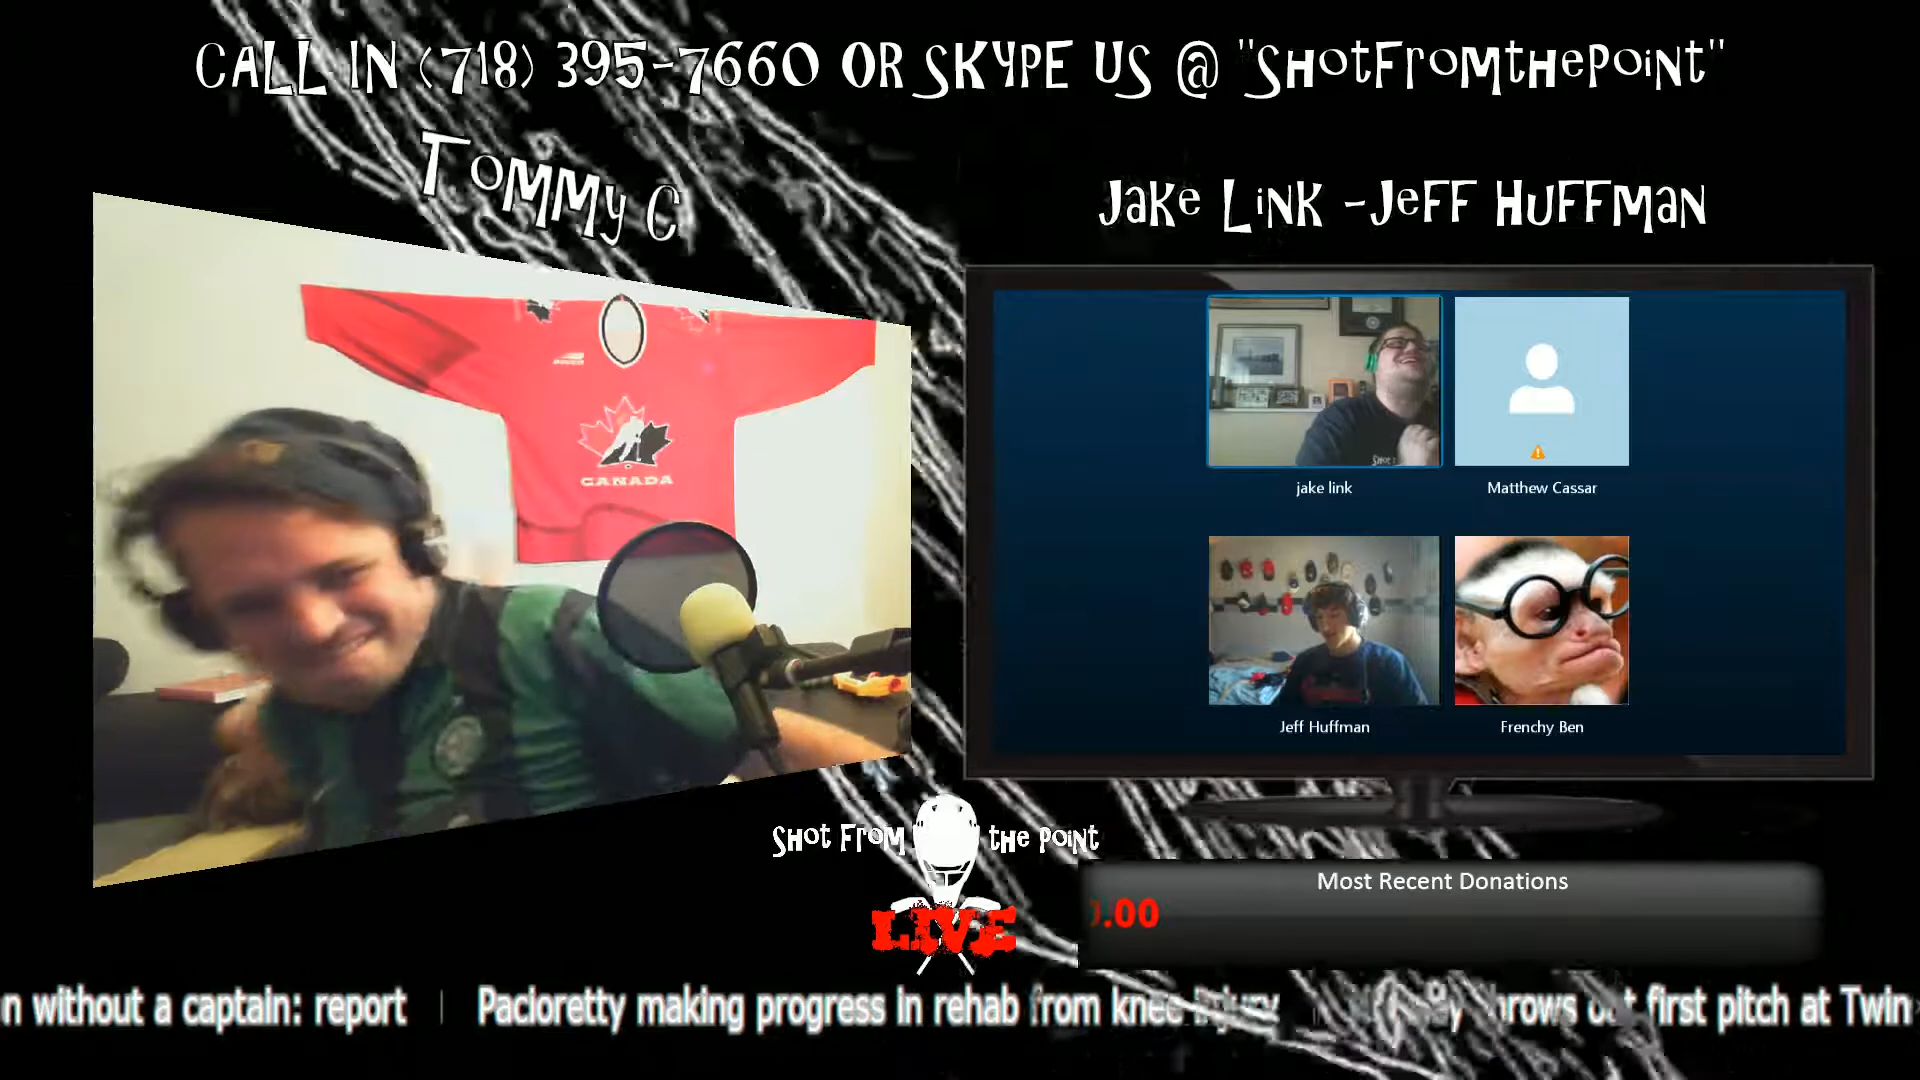 CALL IN (718) 395-7660 OR SKYPE US @ "SHotFromtHePoiNt"
Tommy C
Jake LiNK -JeFF HuFFMaN
CANADA
jake link
Matthew Cassar
Jeff Huffman
Frenchy Ben
SHot FroM the PoiNt
LIVE
Most Recent Donations
.00
n without a captain: report | Pacioretty making progress in rehab from knee injury first pitch at Twin